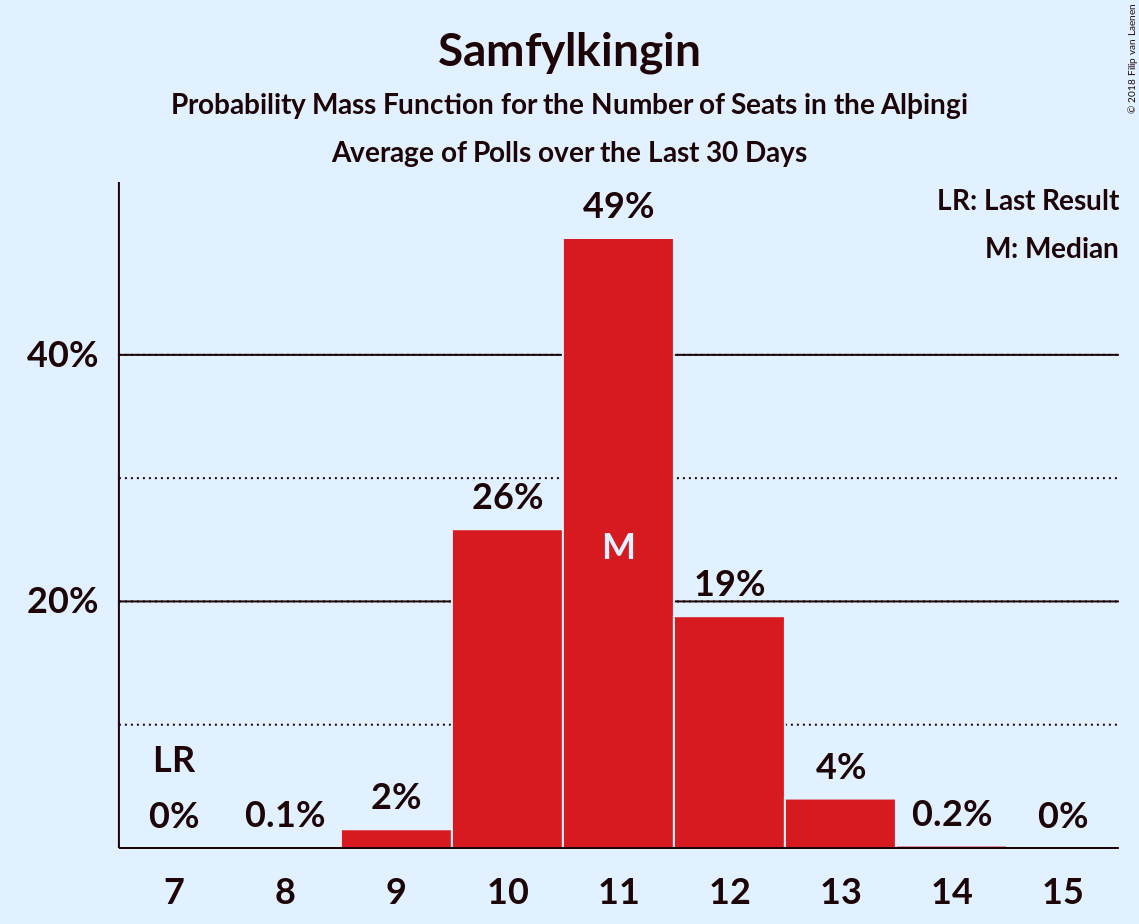 Samfylkingin
Probability Mass Function for the Number of Seats in the Alþingi
Average of Polls over the Last 30 Days
© 2018 Filip van Laenen
LR: Last Result
M: Median
49%
40%
26%
M
20%
19%
LR
0%
0.1%
2%
4%
0.2%
0%
7 8 9 10 11 12 13 14 15